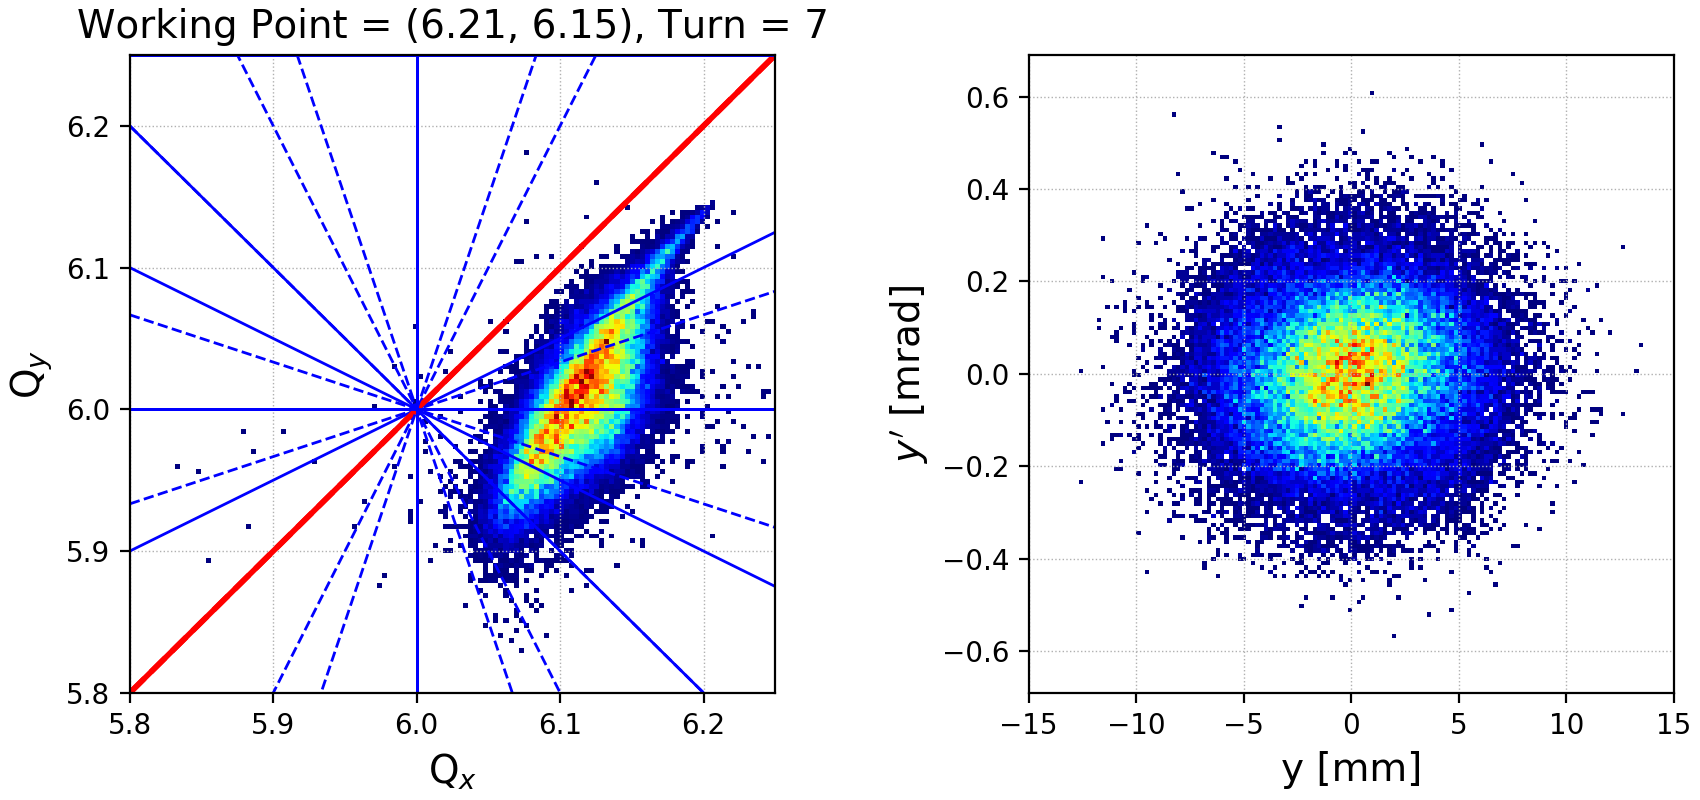 Working Point = (6.21, 6.15), Turn = 7
6.2
6.1
6.0
5.9
5.8
5.8 5.9 6.0 6.1 6.2
Qx
Qy
0.6
0.4
0.2
0.0
−0.2
−0.4
−0.6
−15 −10 −5 0 5 10 15
y [mm]
y′ [mrad]